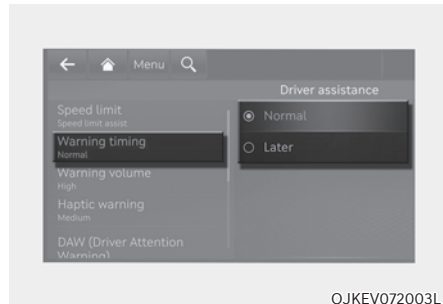 Menu
Driver assistance
Speed limit
Speed limit assist
Warning timing
Normal
Warning volume
High
Haptic warning
Medium
DAW (Driver Attention
Warning)
Normal
Later
OJKEV072003L